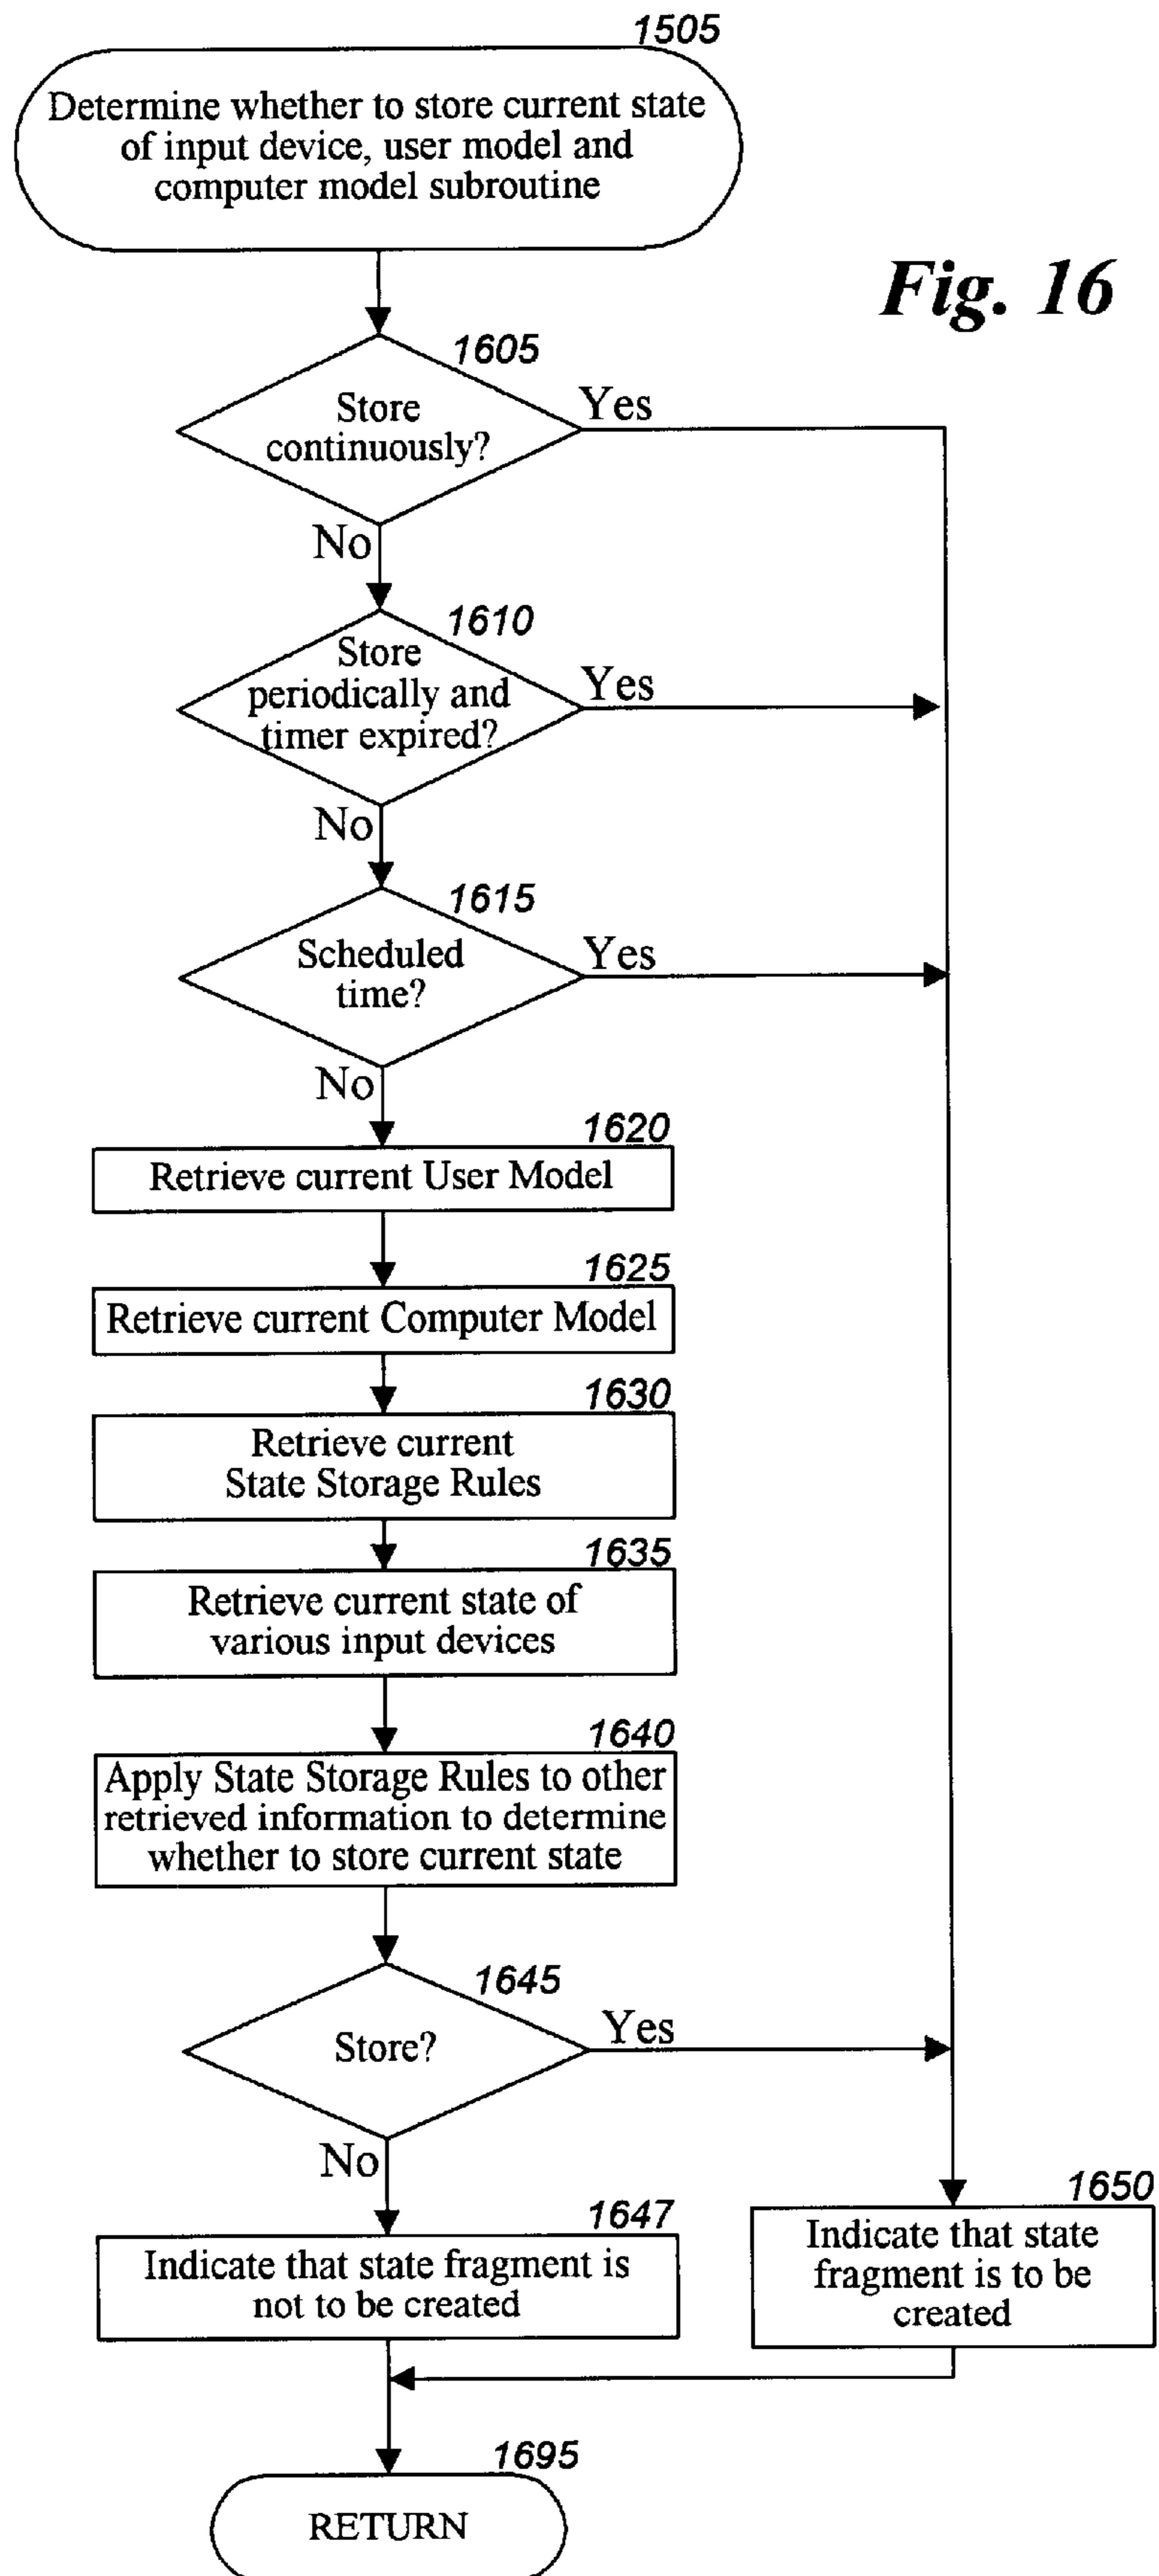 1505
Determine whether to store current state
of input device, user model and
computer model subroutine
Fig. 16
1605
Store
continuously?
Yes
No
1610
Store
periodically and
timer expired?
Yes
No
1615
Scheduled
time?
Yes
No
1620
Retrieve current User Model
1625
Retrieve current Computer Model
1630
Retrieve current
State Storage Rules
1635
Retrieve current state of
various input devices
1640
Apply State Storage Rules to other
retrieved information to determine
whether to store current state
1645
Store?
Yes
No
1647
Indicate that state fragment is
not to be created
1650
Indicate that state
fragment is to be
created
1695
RETURN